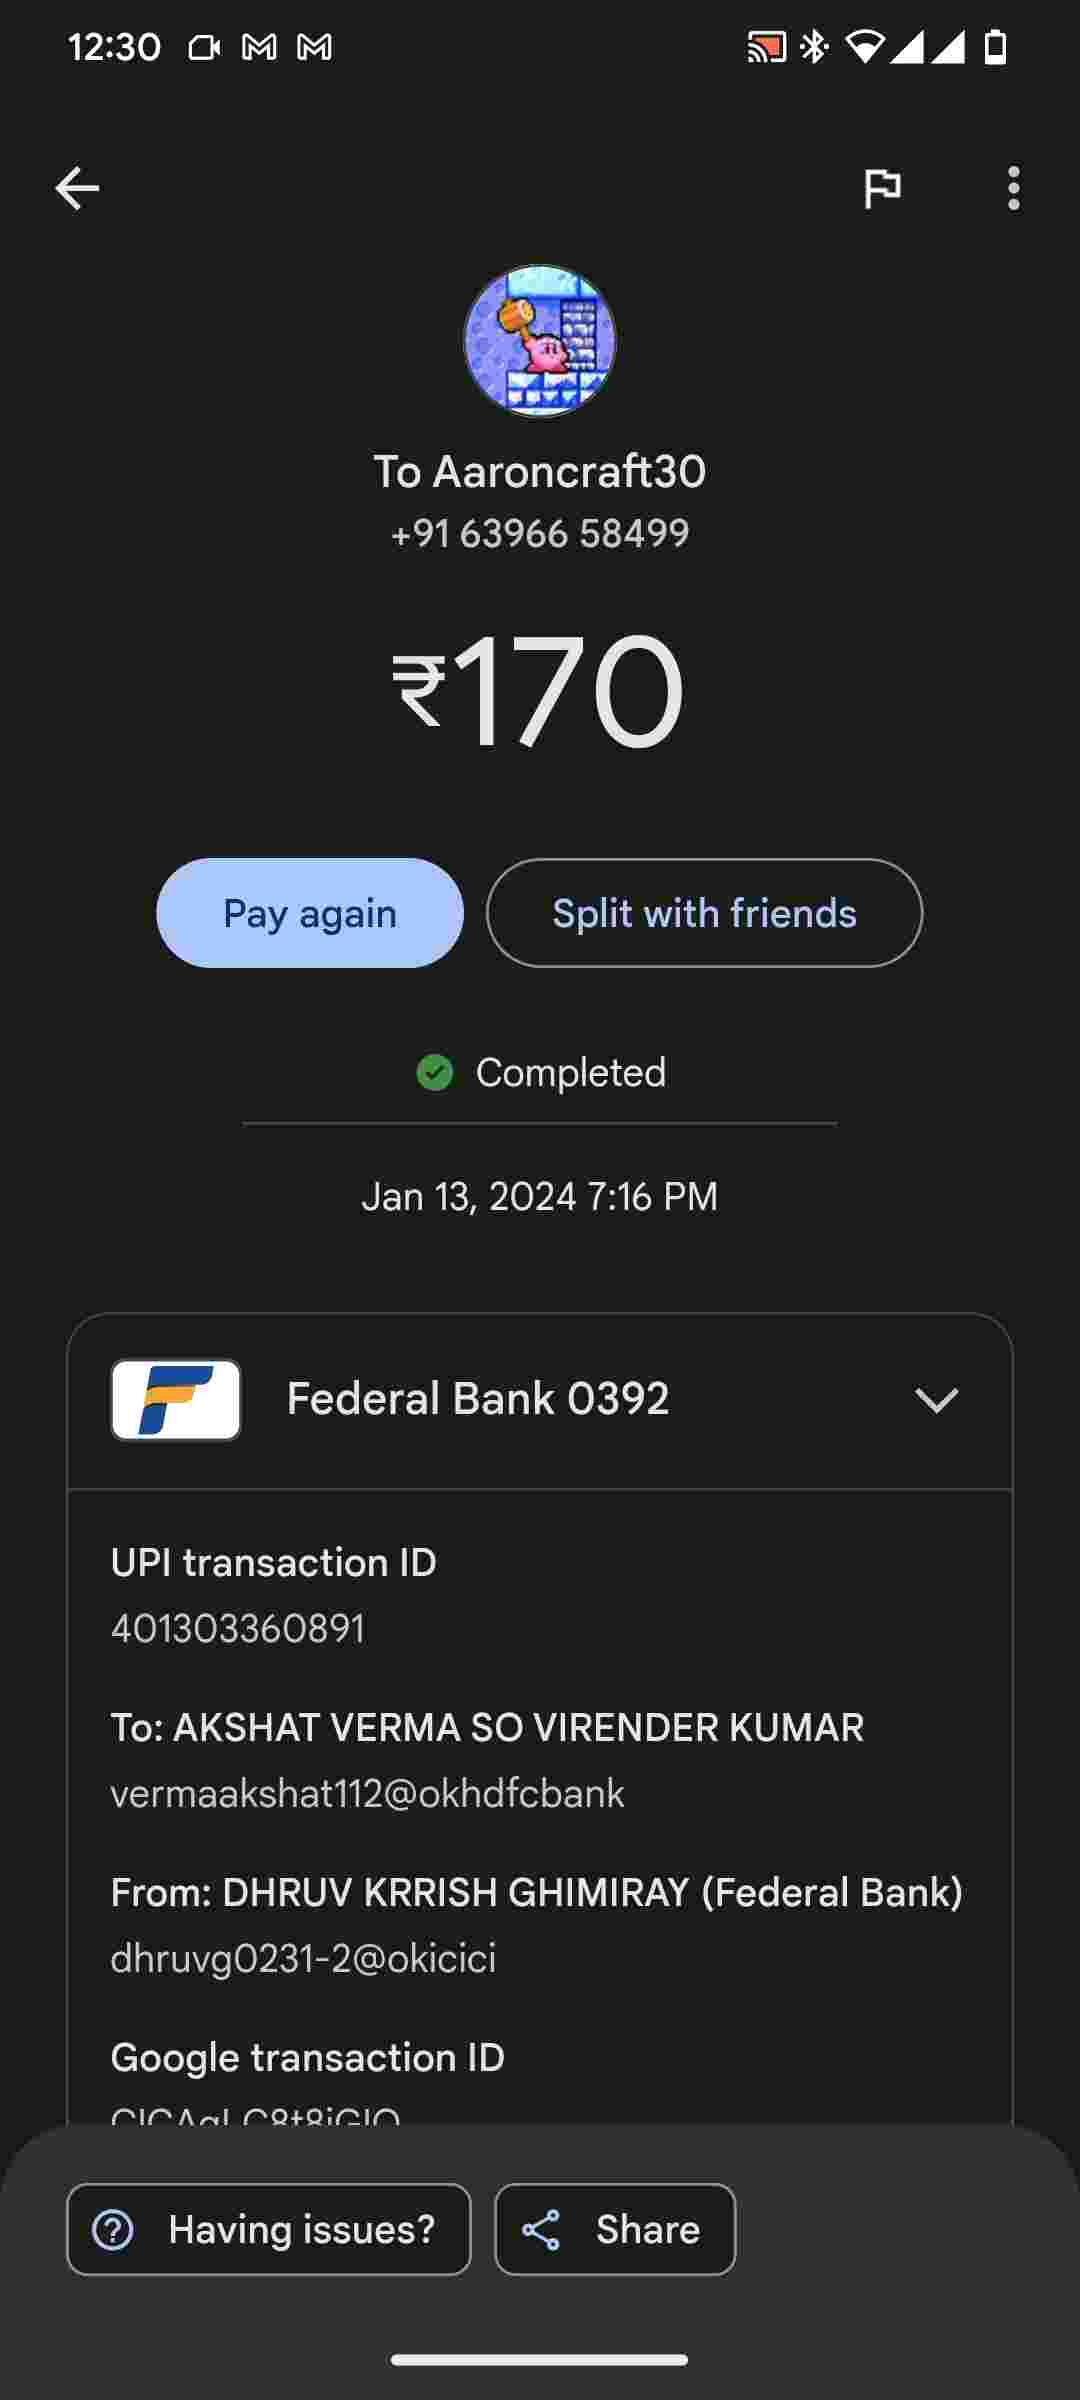 12:30
To Aaroncraft30
+91 63966 58499
₹170
Pay again
Split with friends
Completed
Jan 13, 2024 7:16 PM
Federal Bank 0392
UPI transaction ID
401303360891
To: AKSHAT VERMA SO VIRENDER KUMAR
vermaakshat112@okhdfcbank
From: DHRUV KRRISH GHIMIRAY (Federal Bank)
dhruvg0231-2@okicici
Google transaction ID
Having issues?
Share